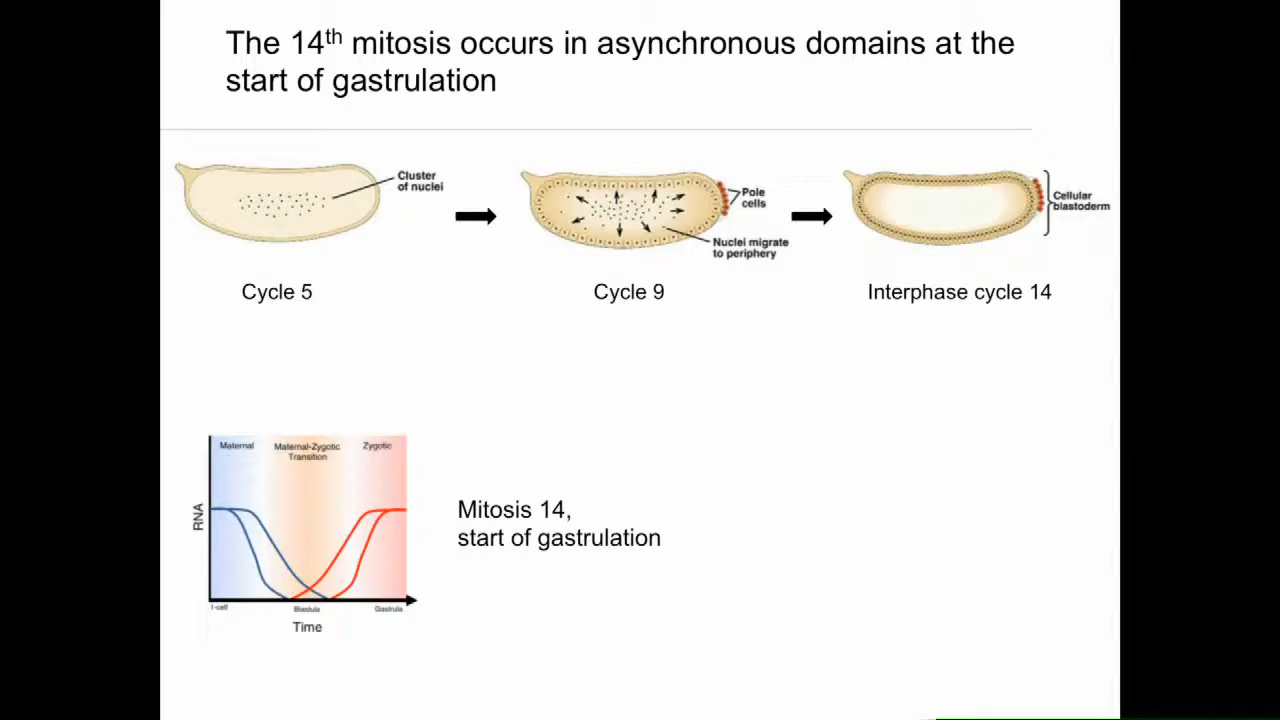 The 14th mitosis occurs in asynchronous domains at the
start of gastrulation
Cluster
of nuclei
Pole
cells
Nuclei migrate
to periphery
Cellular
blastoderm
Cycle 5
Cycle 9
Interphase cycle 14
Maternal
Maternal-Zygotic
Transition
Zygotic
RNA
1-cell
Blastula
Gastrula
Time
Mitosis 14,
start of gastrulation